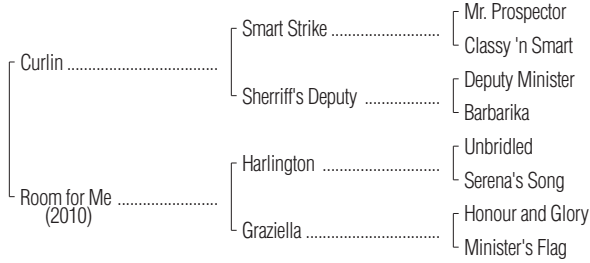 Mr. Prospector
Smart Strike ........................
Classy 'n Smart
Curlin .................................
Deputy Minister
Sherriff's Deputy ................
Barbarika
Unbridled
Harlington .........................
Serena's Song
Room for Me ......................
(2010)
Honour and Glory
Graziella .............................
Minister's Flag